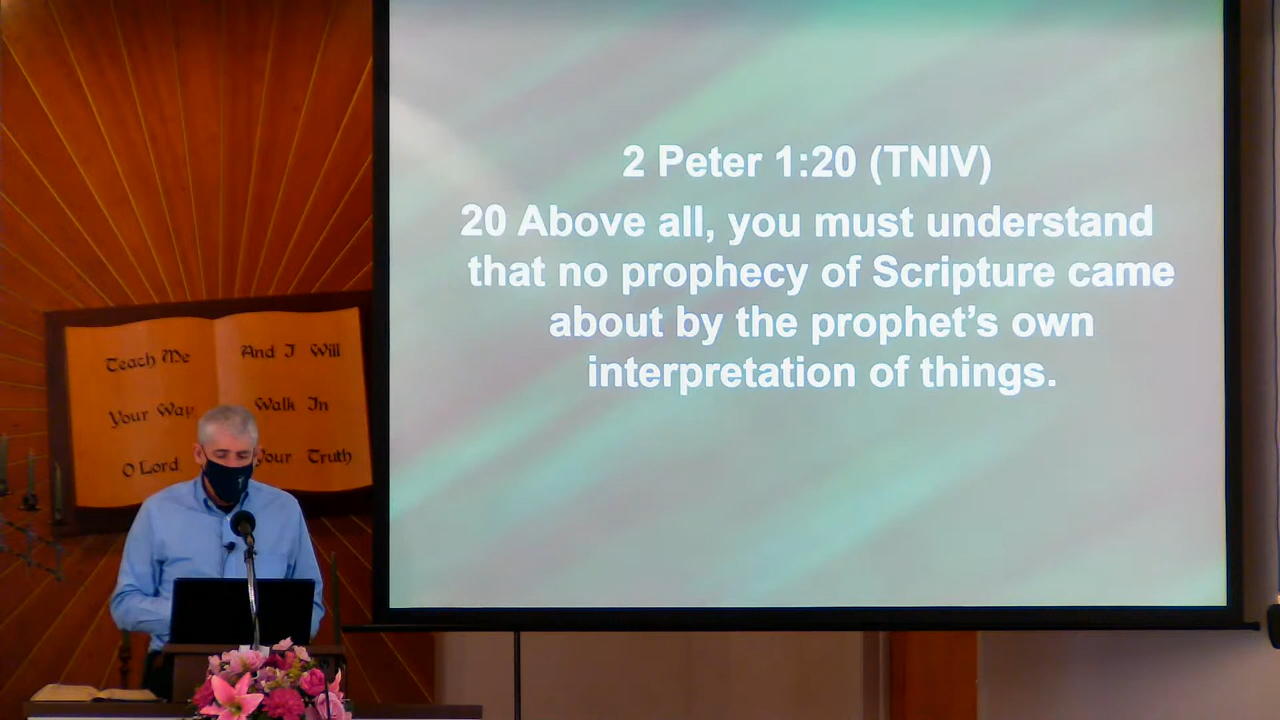 2 Peter 1:20 (TNIV)
20 Above all, you must understand
that no prophecy of Scripture came
about by the prophet’s own
interpretation of things.
Teach Me
Your Way
O Lord
And I Will
Walk In
Your Truth